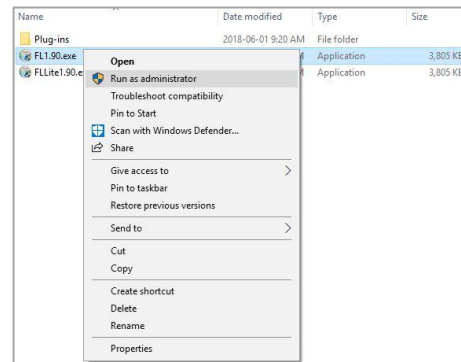 Name Date modified Type Size
Plug-ins 2018-06-01 9:20 AM File folder
FL1.90.exe Application 3,805 KB
FLLite1.90.e Application 3,805 KB
Open
Run as administrator
Troubleshoot compatibility
Pin to Start
Scan with Windows Defender...
Share
Give access to
Pin to taskbar
Restore previous versions
Send to
Cut
Copy
Create shortcut
Delete
Rename
Properties